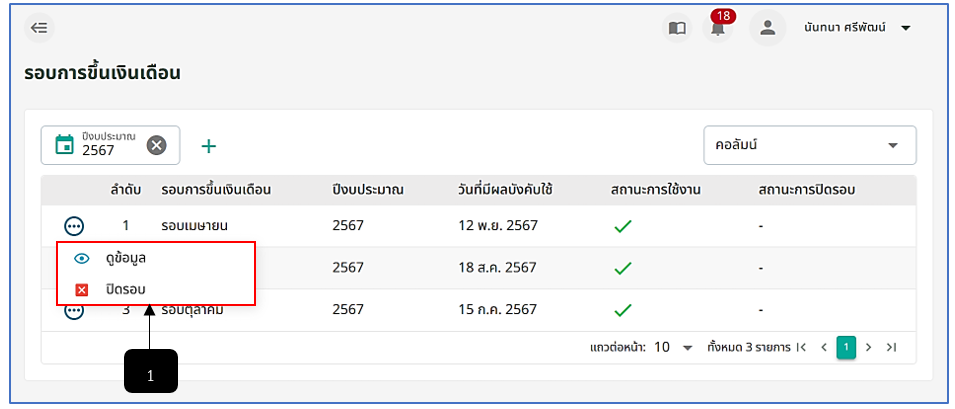 18
นันทนา ศรีพัฒน์
รอบการขึ้นเงินเดือน
ปีงบประมาณ
2567
คอลัมน์
ลำดับ รอบการขึ้นเงินเดือน ปีงบประมาณ วันที่มีผลบังคับใช้ สถานะการใช้งาน สถานะการปิดรอบ
1 รอบเมษายน 2567 12 พ.ย. 2567 -
ดูข้อมูล
2567 18 ส.ค. 2567 -
ปิดรอบ
3 รอบตุลาคม 2567 15 ก.ค. 2567 -
แถวต่อหน้า: 10 ทั้งหมด 3 รายการ 1
1